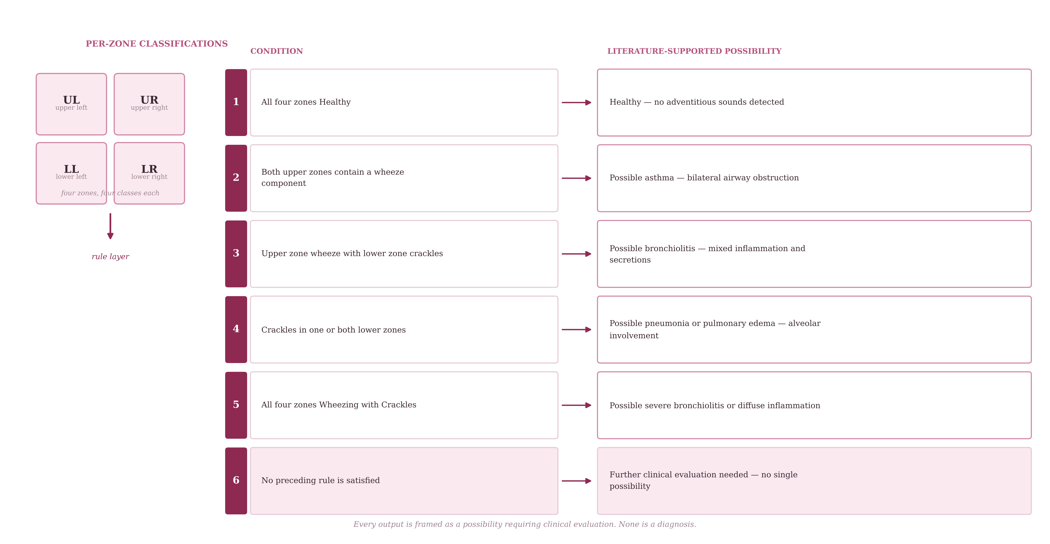 PER-ZONE CLASSIFICATIONS
UL
upper left
UR
upper right
LL
lower left
LR
lower right
four zones, four classes each
rule layer
CONDITION
LITERATURE-SUPPORTED POSSIBILITY
1
All four zones Healthy
Healthy — no adventitious sounds detected
2
Both upper zones contain a wheeze
component
Possible asthma — bilateral airway obstruction
3
Upper zone wheeze with lower zone crackles
Possible bronchiolitis — mixed inflammation and
secretions
4
Crackles in one or both lower zones
Possible pneumonia or pulmonary edema — alveolar
involvement
5
All four zones Wheezing with Crackles
Possible severe bronchiolitis or diffuse inflammation
6
No preceding rule is satisfied
Further clinical evaluation needed — no single
possibility
Every output is framed as a possibility requiring clinical evaluation. None is a diagnosis.